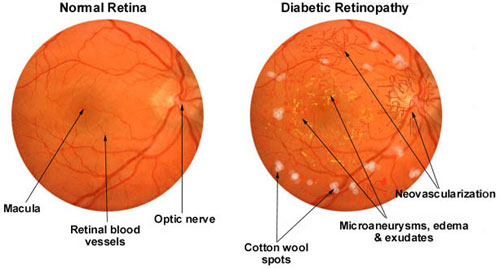 Normal Retina
Diabetic Retinopathy
Macula
Retinal blood
vessels
Optic nerve
Cotton wool
spots
Microaneurysms, edema
& exudates
Neovascularization